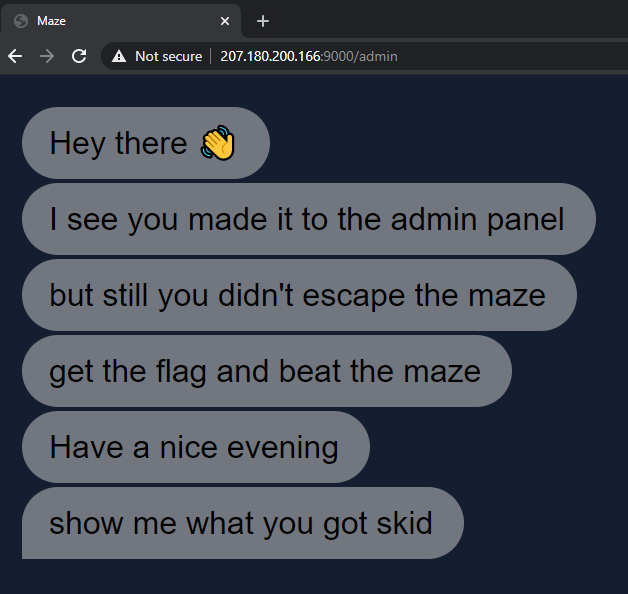 Maze
Not secure 207.180.200.166:9000/admin
Hey there 👋
I see you made it to the admin panel
but still you didn't escape the maze
get the flag and beat the maze
Have a nice evening
show me what you got skid